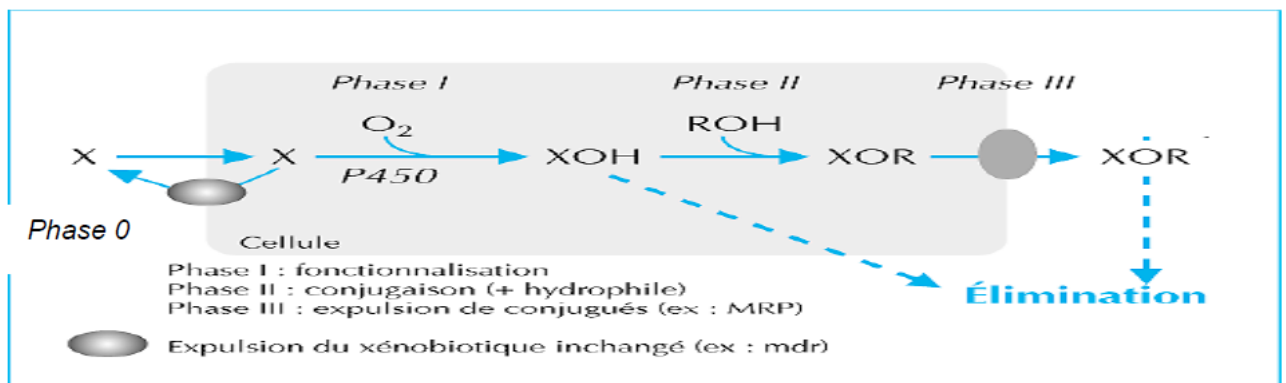 Phase I Phase II Phase III
O₂ ROH
X X XOH XOR XOR
P450
Phase 0
Cellule
Phase I : fonctionnalisation
Phase II : conjugaison (+ hydrophile)
Phase III : expulsion de conjugués (ex : MRP)
Élimination
Expulsion du xénobiotique inchangé (ex : mdr)